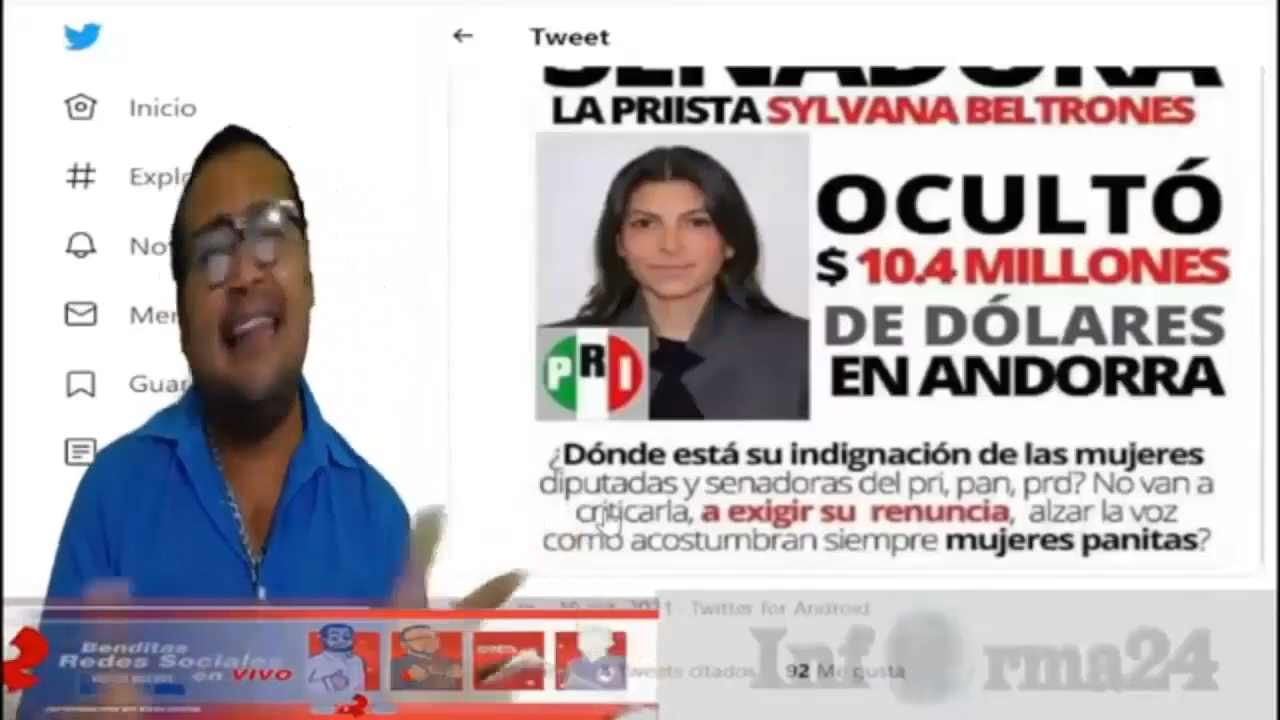 Tweet
SENADORA
LA PRIISTA SYLVANA BELTRONES
Inicio
Explo
No
Men
Guar
OCULTÓ
$ 10.4 MILLONES
DE DÓLARES
EN ANDORRA
PRI
¿Dónde está su indignación de las mujeres
diputadas y senadoras del pri, pan, prd? No van a
criticarla, a exigir su renuncia, alzar la voz
como acostumbran siempre mujeres panitas?
Twitter for Android
Tweets citados 92 Me gusta
Benditas
Redes Sociales
en VIVO
Inf rma24